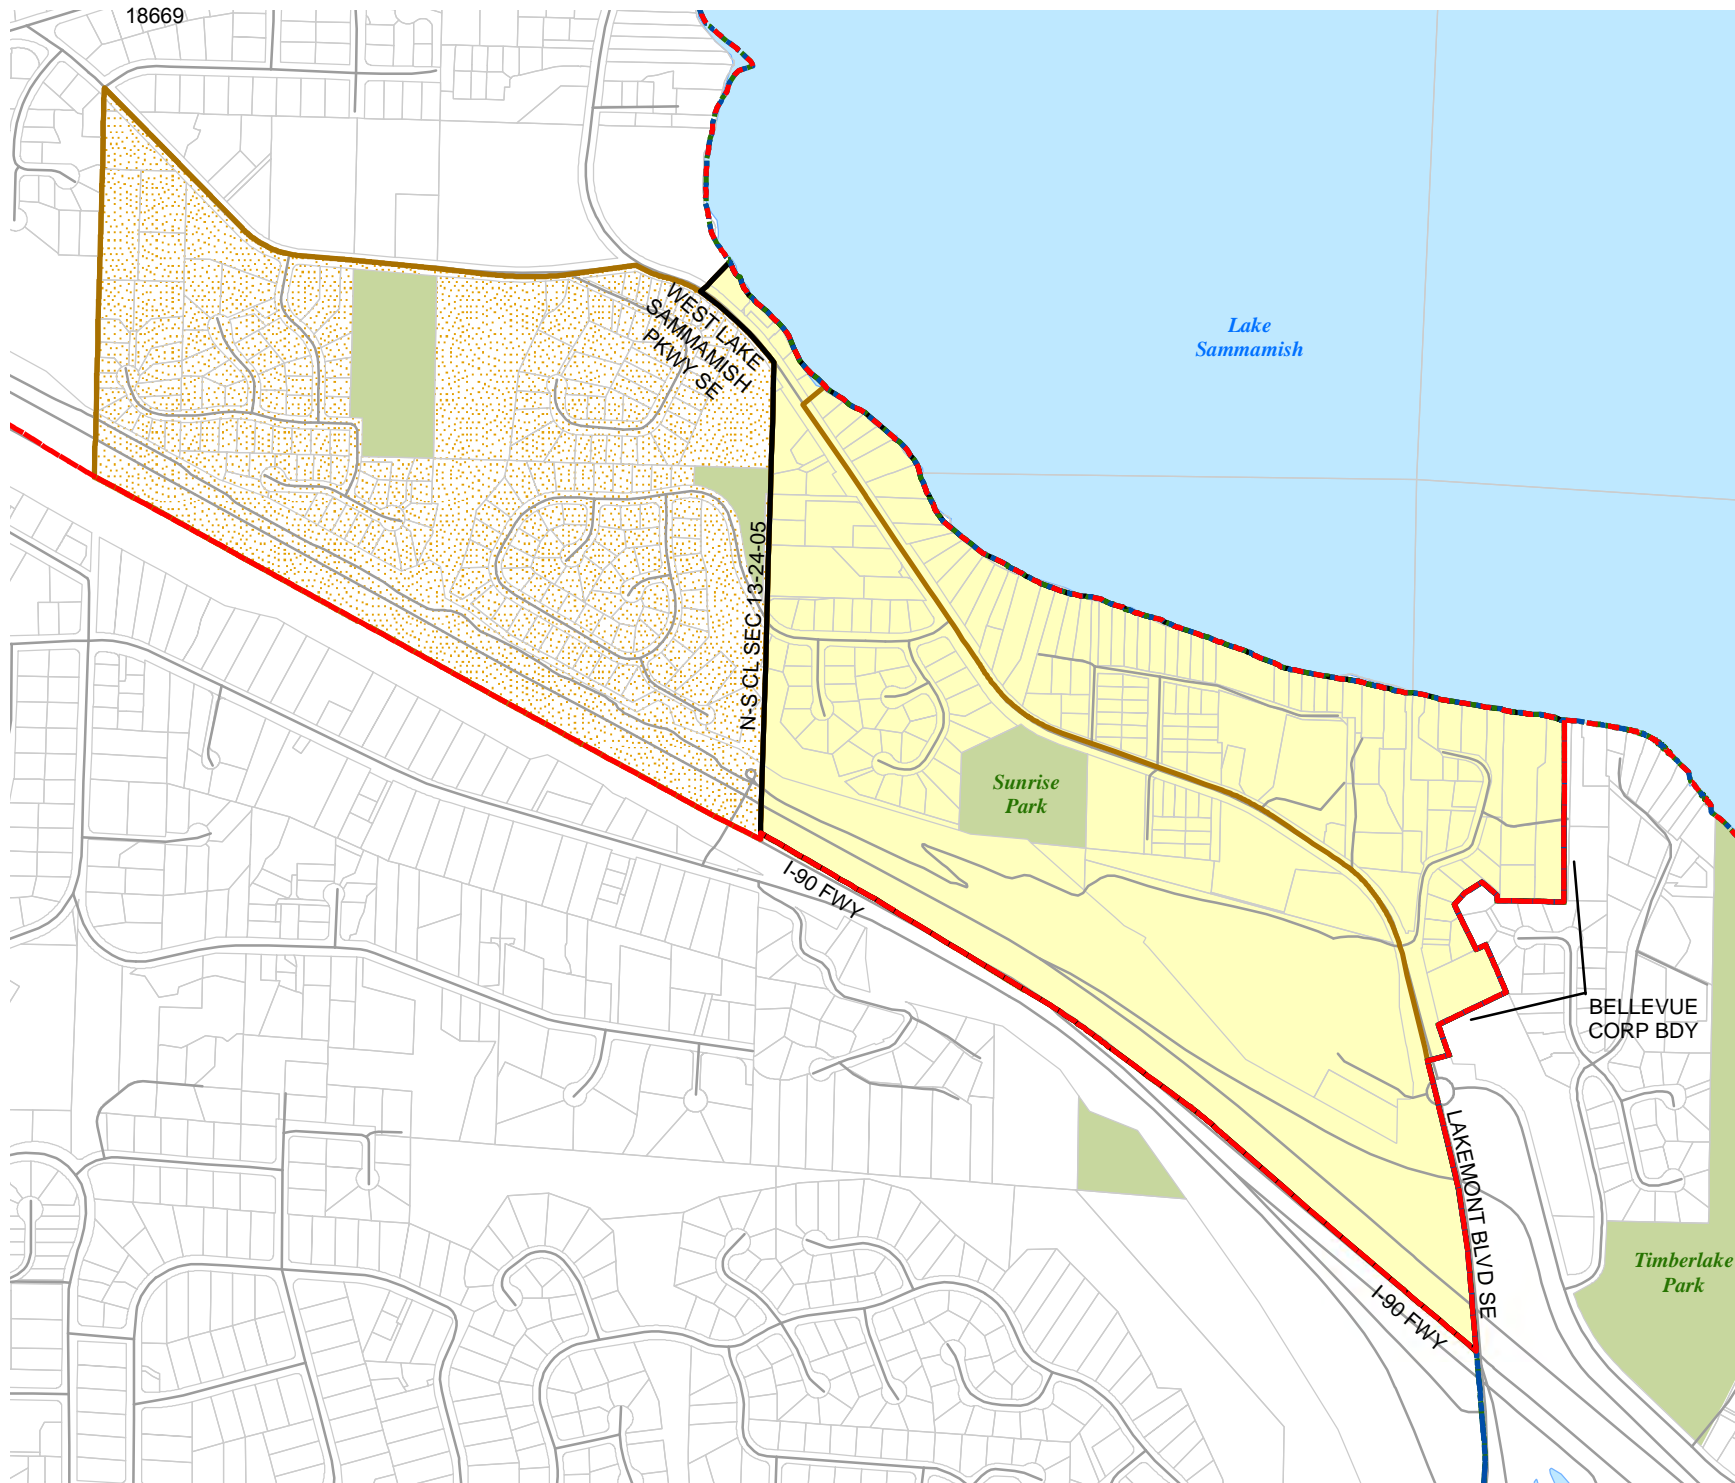 18669
WEST LAKE
SAMMAMISH
PKWY SE
Lake
Sammamish
N-S CL SEC 13-24-05
Sunrise
Park
I-90 FWY
BELLEVUE
CORP BDY
LAKEMONT BLVD SE
Timberlake
Park
I-90 FWY